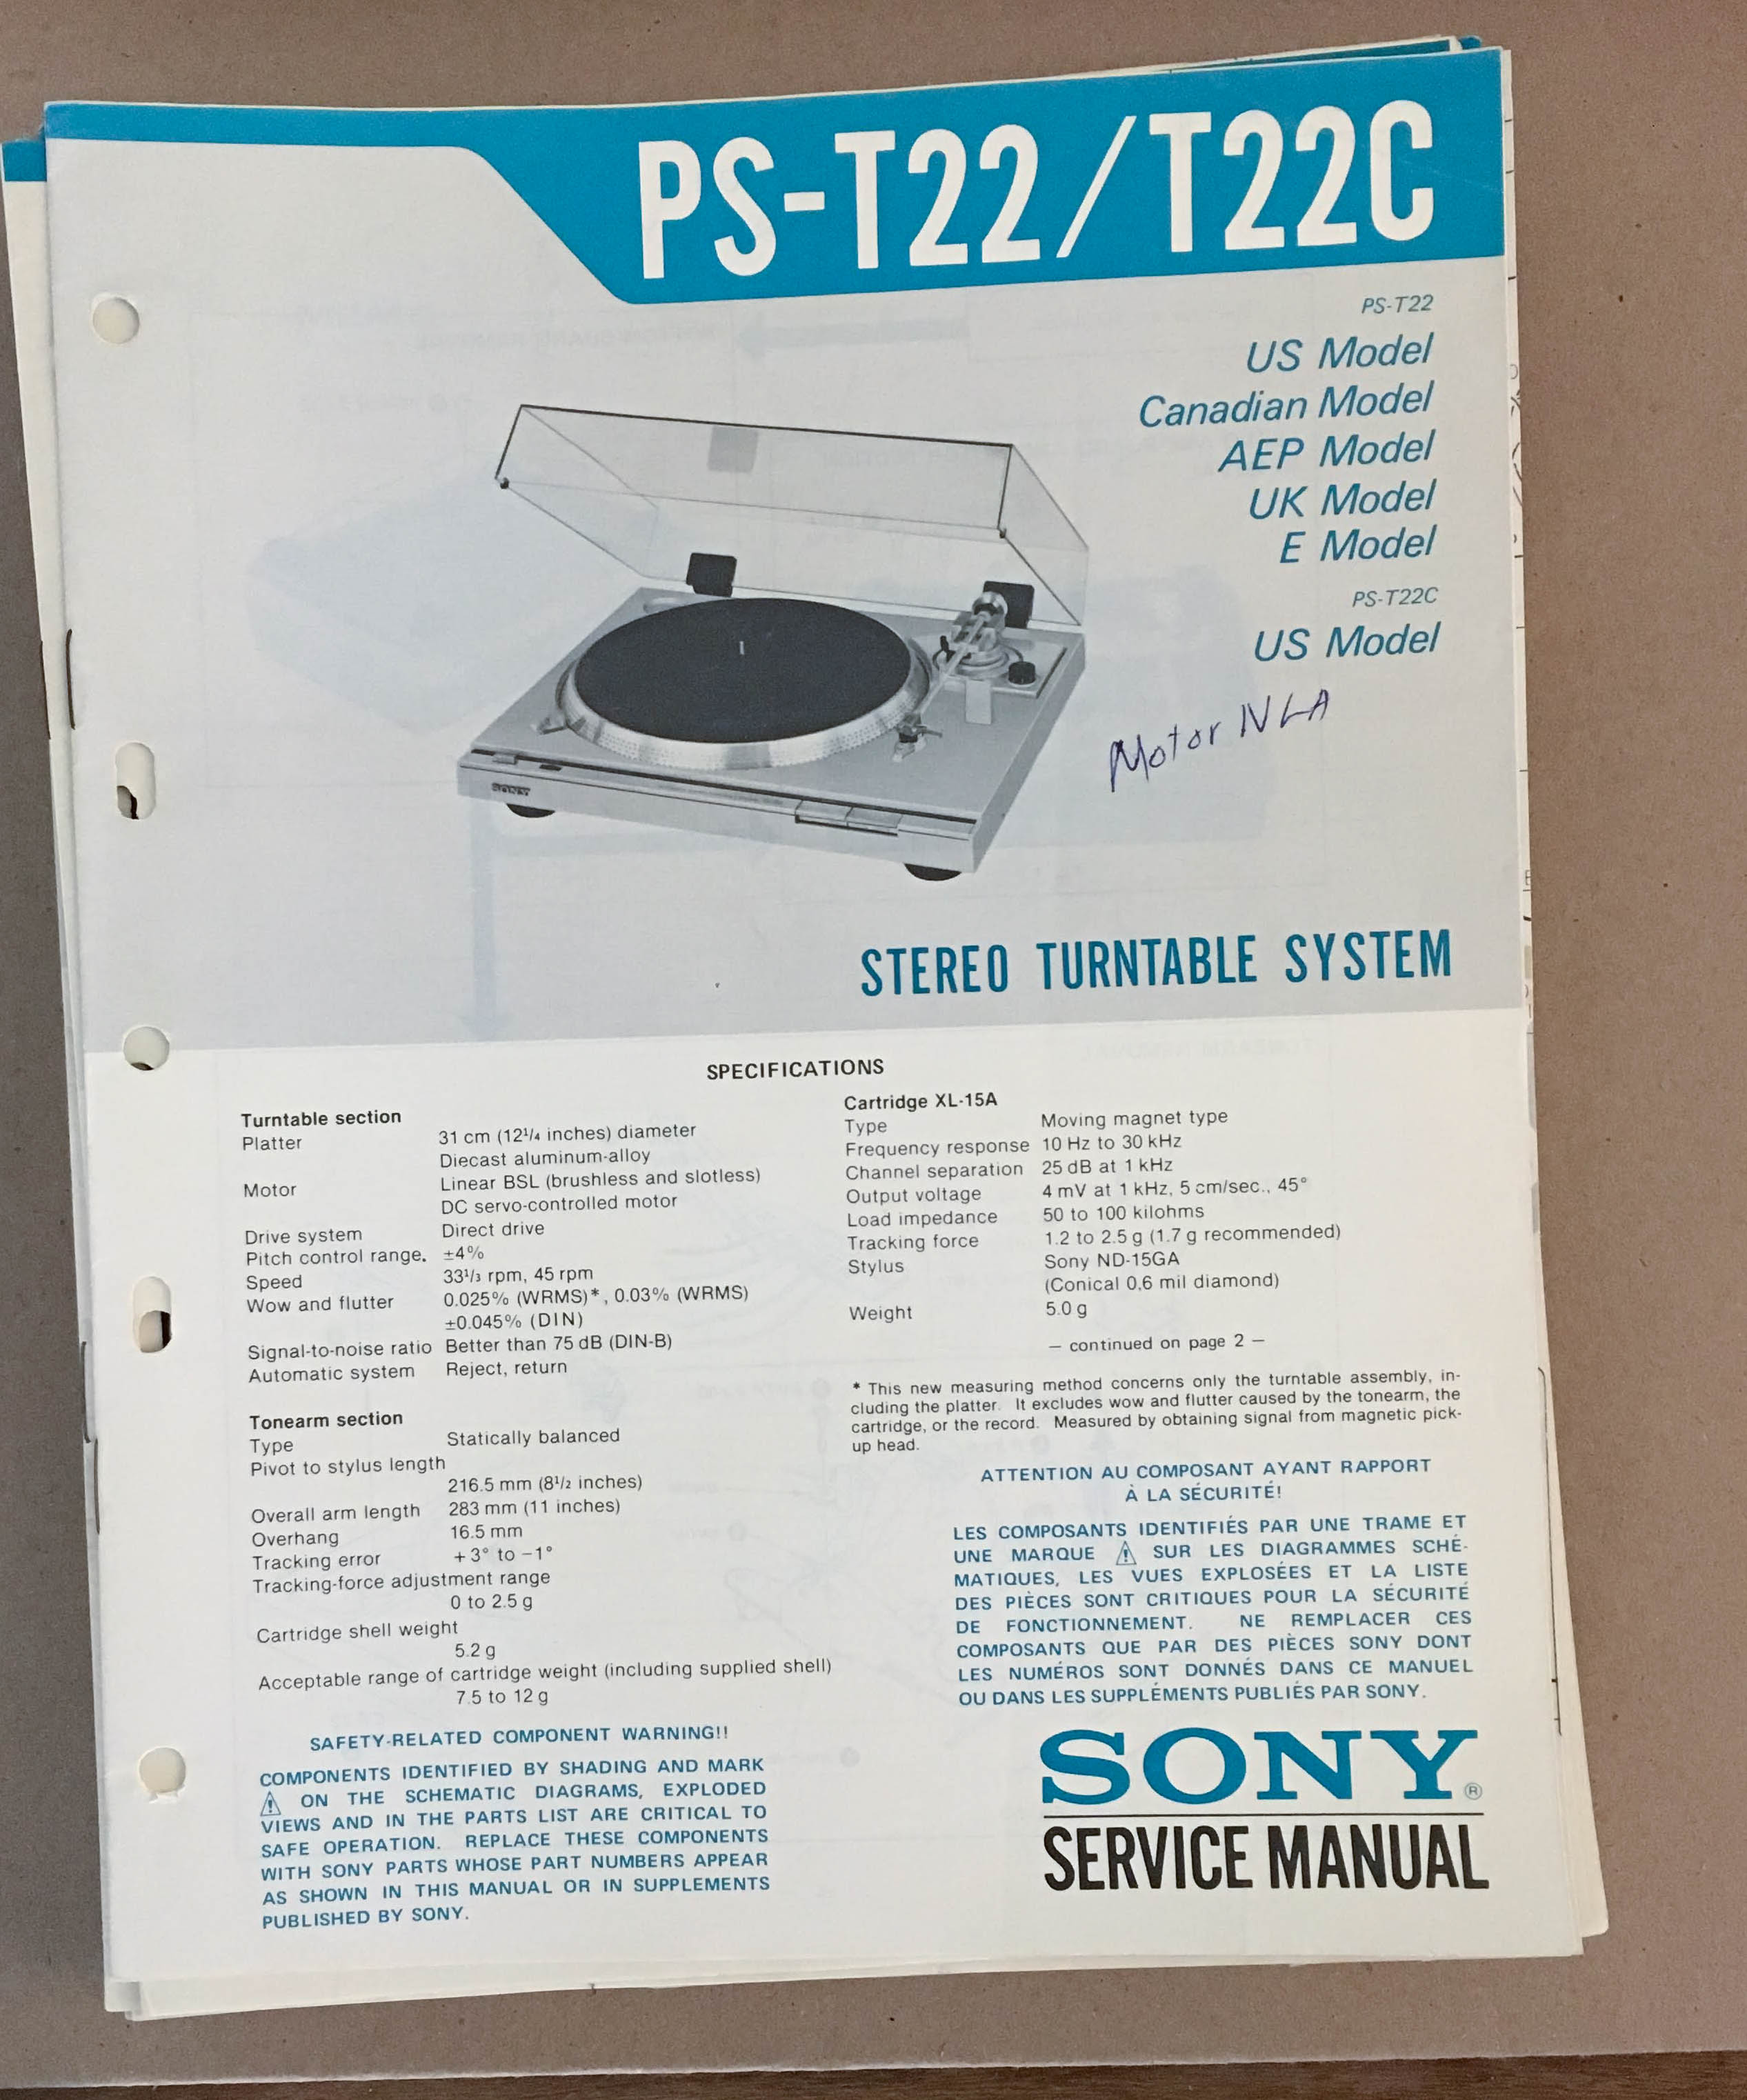 PS-T22/T22C
PS-T22
US Model
Canadian Model
AEP Model
UK Model
E Model
PS-T22C
US Model
Motor NLA
SONY
STEREO TURNTABLE SYSTEM
SPECIFICATIONS
Turntable section
Platter 31 cm (12¹/₄ inches) diameter
Diecast aluminum-alloy
Motor Linear BSL (brushless and slotless)
DC servo-controlled motor
Drive system Direct drive
Pitch control range. ±4%
Speed 33¹/₃ rpm, 45 rpm
Wow and flutter 0.025% (WRMS)*, 0.03% (WRMS)
±0.045% (DIN)
Signal-to-noise ratio Better than 75 dB (DIN-B)
Automatic system Reject, return
Tonearm section
Type Statically balanced
Pivot to stylus length
216.5 mm (8¹/₂ inches)
Overall arm length 283 mm (11 inches)
Overhang 16.5 mm
Tracking error +3° to −1°
Tracking-force adjustment range
0 to 2.5 g
Cartridge shell weight
5.2 g
Acceptable range of cartridge weight (including supplied shell)
7.5 to 12 g
SAFETY-RELATED COMPONENT WARNING!!
COMPONENTS IDENTIFIED BY SHADING AND MARK
⚠ ON THE SCHEMATIC DIAGRAMS, EXPLODED
VIEWS AND IN THE PARTS LIST ARE CRITICAL TO
SAFE OPERATION. REPLACE THESE COMPONENTS
WITH SONY PARTS WHOSE PART NUMBERS APPEAR
AS SHOWN IN THIS MANUAL OR IN SUPPLEMENTS
PUBLISHED BY SONY.
Cartridge XL-15A
Type Moving magnet type
Frequency response 10 Hz to 30 kHz
Channel separation 25 dB at 1 kHz
Output voltage 4 mV at 1 kHz, 5 cm/sec., 45°
Load impedance 50 to 100 kilohms
Tracking force 1.2 to 2.5 g (1.7 g recommended)
Stylus Sony ND-15GA
(Conical 0,6 mil diamond)
Weight 5.0 g
— continued on page 2 —
* This new measuring method concerns only the turntable assembly, in-
cluding the platter. It excludes wow and flutter caused by the tonearm, the
cartridge, or the record. Measured by obtaining signal from magnetic pick-
up head.
ATTENTION AU COMPOSANT AYANT RAPPORT
À LA SÉCURITÉ!
LES COMPOSANTS IDENTIFIÉS PAR UNE TRAME ET
UNE MARQUE ⚠ SUR LES DIAGRAMMES SCHÉ-
MATIQUES, LES VUES EXPLOSÉES ET LA LISTE
DES PIÈCES SONT CRITIQUES POUR LA SÉCURITÉ
DE FONCTIONNEMENT. NE REMPLACER CES
COMPOSANTS QUE PAR DES PIÈCES SONY DONT
LES NUMÉROS SONT DONNÉS DANS CE MANUEL
OU DANS LES SUPPLÉMENTS PUBLIÉS PAR SONY.
SONY®
SERVICE MANUAL